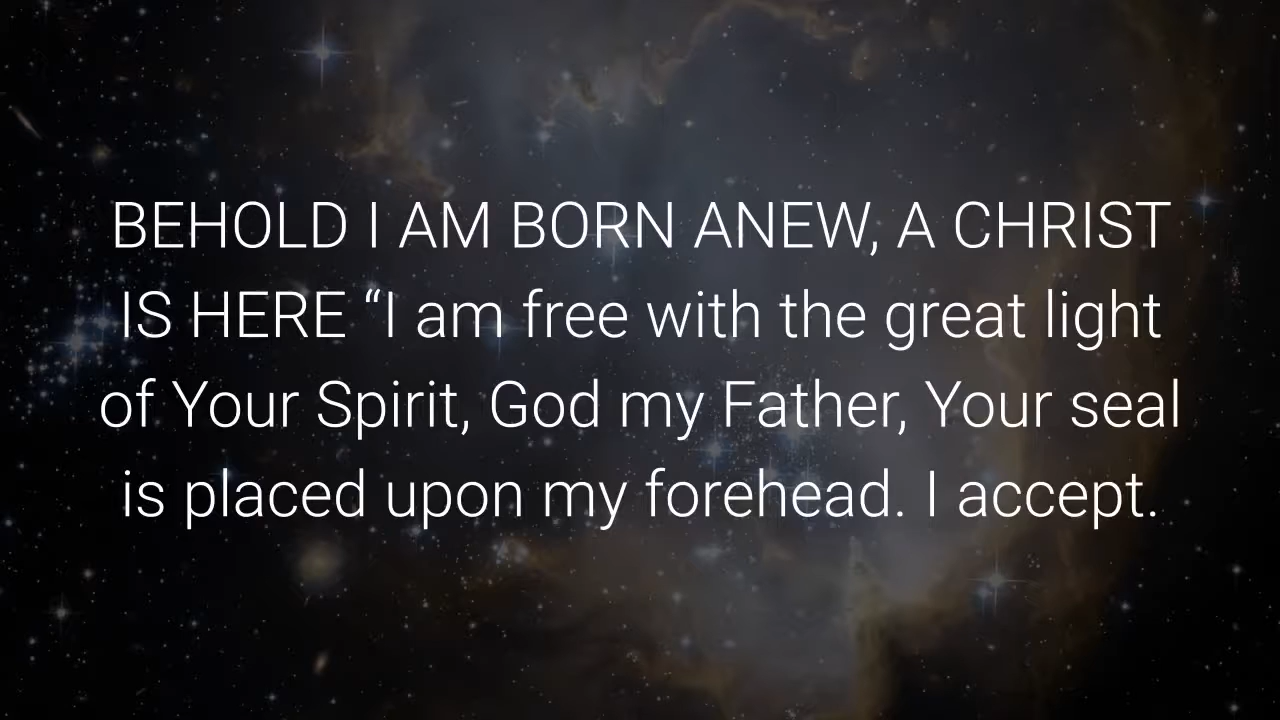 BEHOLD I AM BORN ANEW, A CHRIST
IS HERE “I am free with the great light
of Your Spirit, God my Father, Your seal
is placed upon my forehead. I accept.